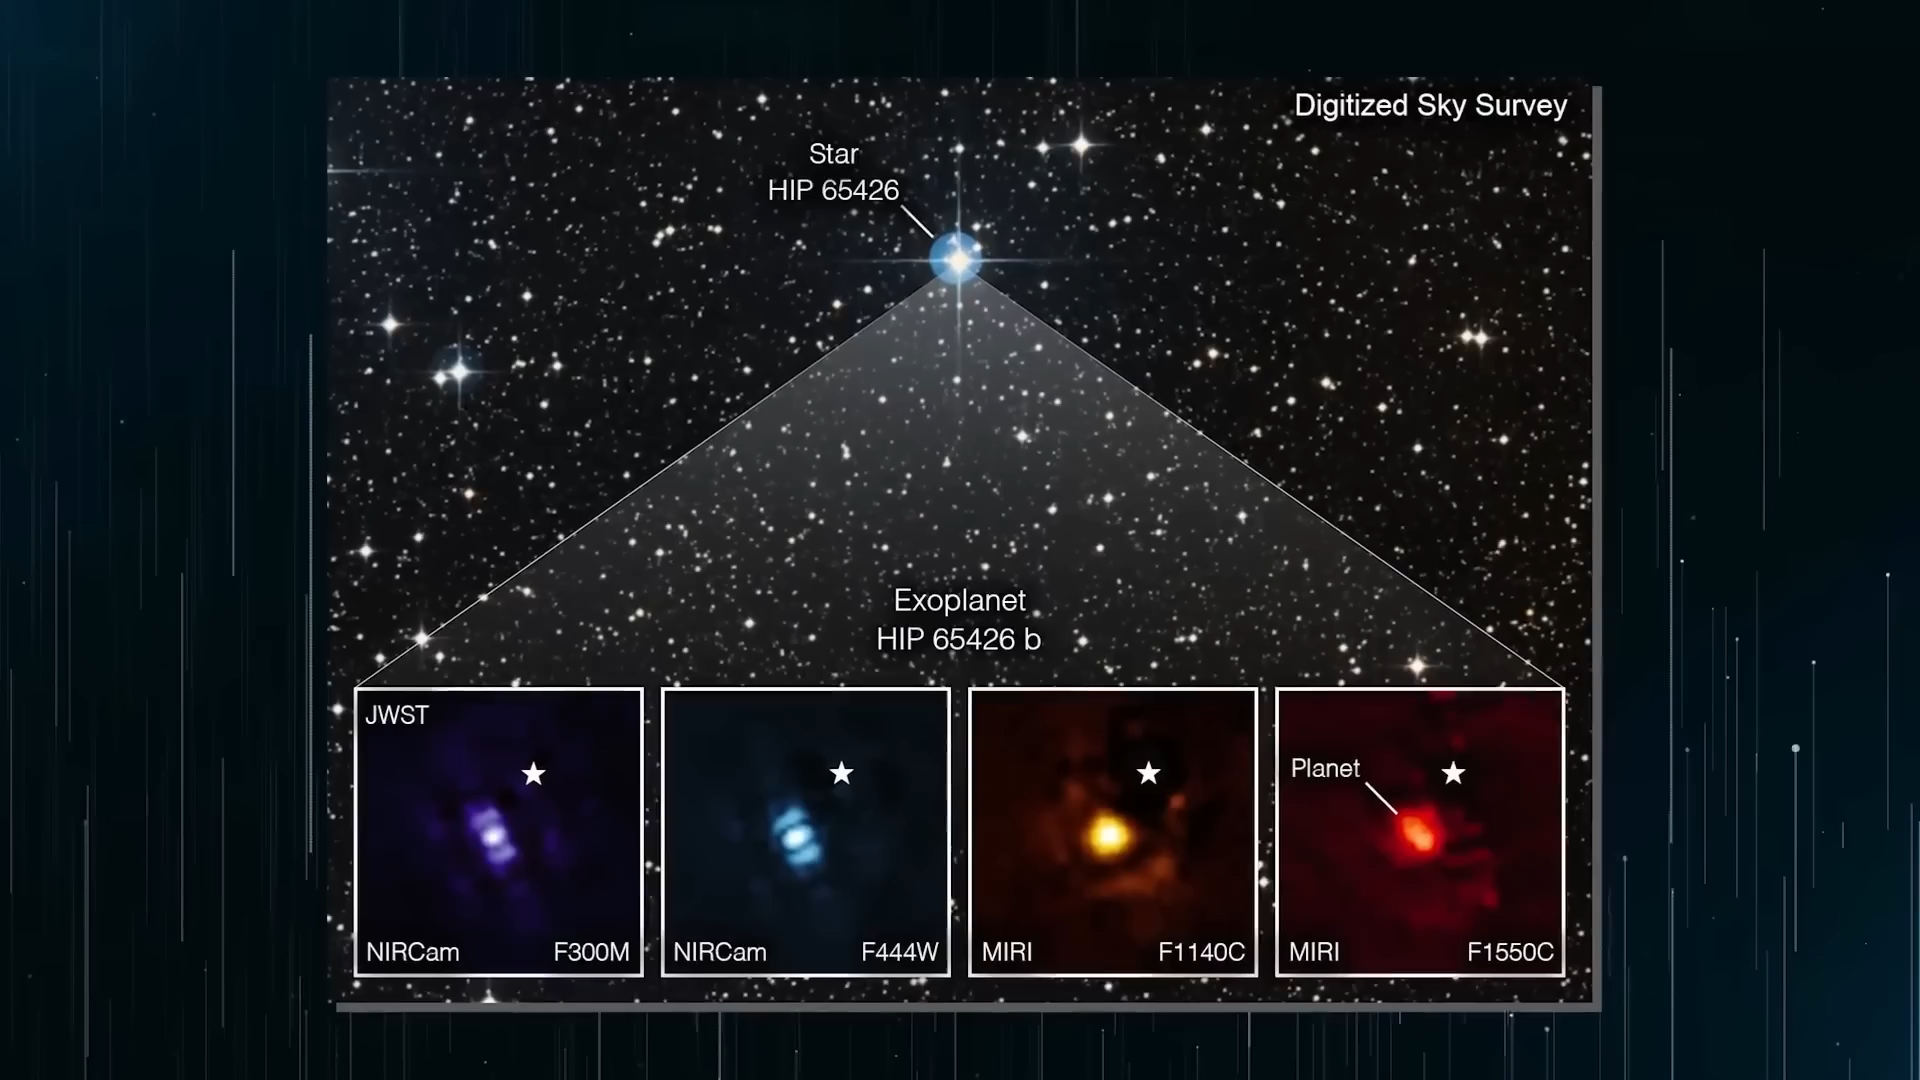 Digitized Sky Survey
Star
HIP 65426
Exoplanet
HIP 65426 b
JWST
Planet
NIRCam F300M
NIRCam F444W
MIRI F1140C
MIRI F1550C